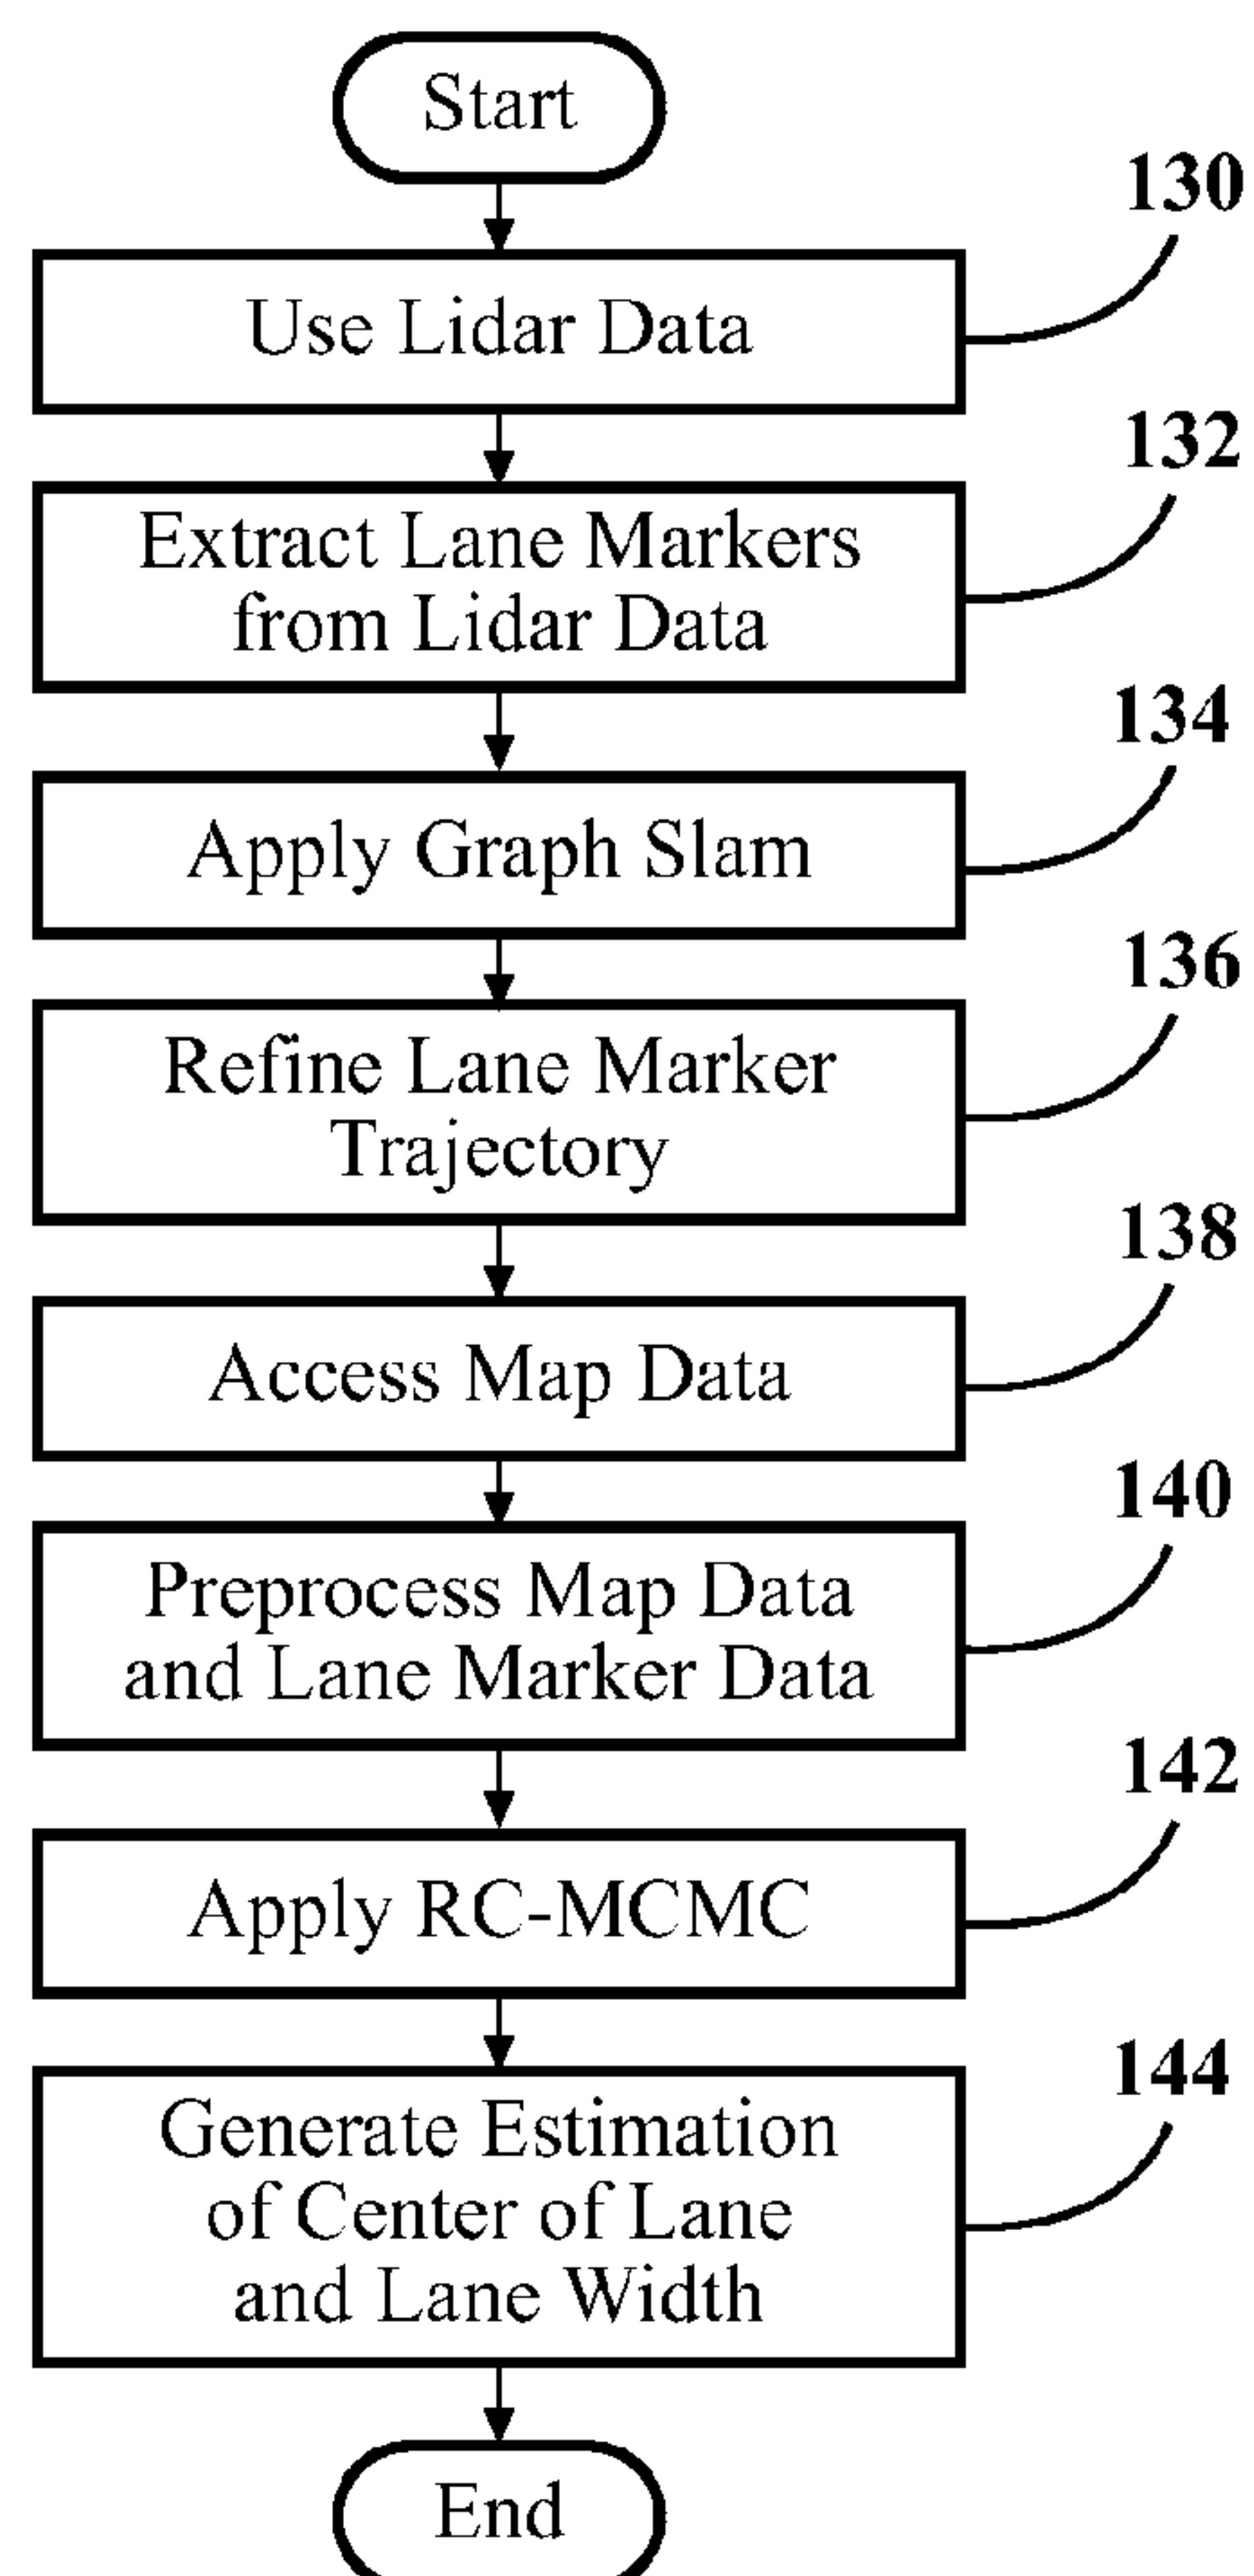 Start
130
Use Lidar Data
132
Extract Lane Markers
from Lidar Data
134
Apply Graph Slam
136
Refine Lane Marker
Trajectory
138
Access Map Data
140
Preprocess Map Data
and Lane Marker Data
142
Apply RC-MCMC
144
Generate Estimation
of Center of Lane
and Lane Width
End